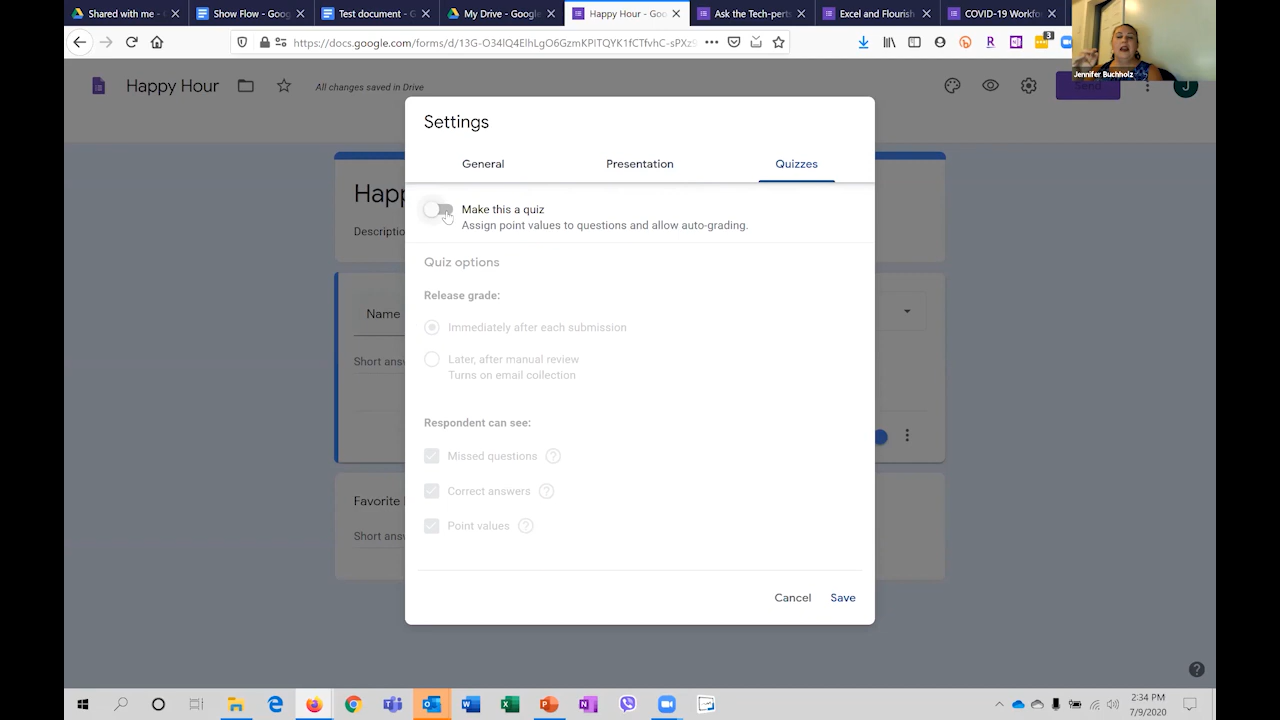 Shared with me - G
Show Flow - Goog
Test document - G
My Drive - Google
Happy Hour - Goo
Ask the Tech-perts
Excel and Flourish
COVID-19 Workfo
https://docs.google.com/forms/d/13G-O34lQ4ElhLgO6GzmKPITQYK1fCTfvhC-sPXz9
3
Jennifer Buchholz
Happy Hour
All changes saved in Drive
Send
J
Settings
General
Presentation
Quizzes
Happ
Make this a quiz
Descriptio
Assign point values to questions and allow auto-grading.
Quiz options
Release grade:
Name
Immediately after each submission
Short answ
Later, after manual review
Turns on email collection
Respondent can see:
Missed questions
Correct answers
Favorite
Point values
Short answ
Cancel
Save
2:34 PM
7/9/2020